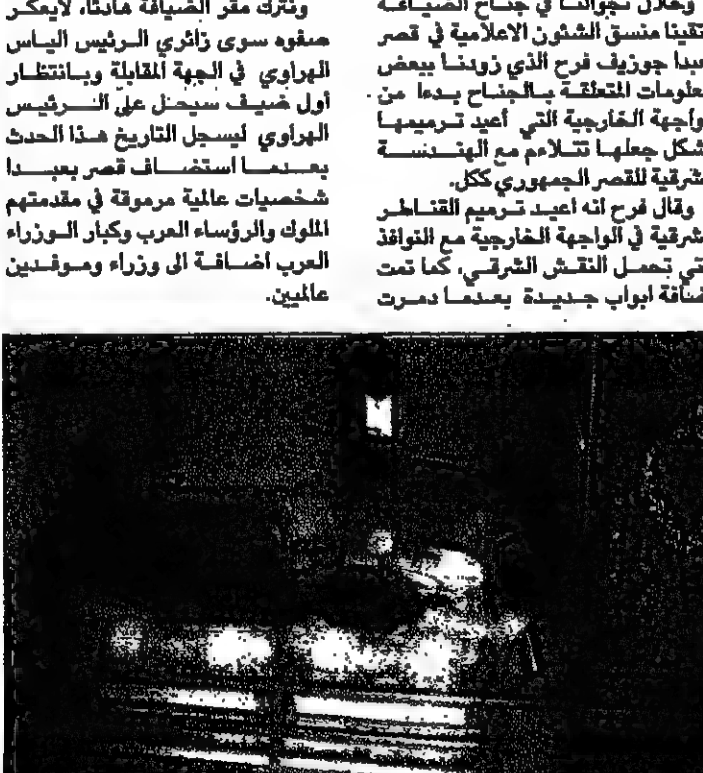 وخلال تجوالنا في جناح الضيافة
تقينا منسق الشئون الاعلامية في قصر
عبدا جوزيف فرح الذي زودنا ببعض
علومات المتعلقة بالجناح بدءا من
واجهة الخارجية التي أعيد ترميمها
شكل جعلها تتلاءم مع الهندسة
شرقية للقصر الجمهوري ككل.
وقال فرح انه اعيد ترميم القناطر
شرقية في الواجهة الخارجية مع النوافذ
تي تحمل النقش الشرقي، كما تمت
ضافة ابواب جديدة بعدما دمرت
ونترك مقر الضيافة هادئا، لايعكر
صفوه سوى زائري الرئيس الياس
الهراوي في الجهة المقابلة وبانتظار
أول ضيف سيحل على الرئيس
الهراوي ليسجل التاريخ هذا الحدث
بعدما استضاف قصر بعبدا
شخصيات عالمية مرموقة في مقدمتهم
الملوك والرؤساء العرب وكبار الوزراء
العرب اضافة الى وزراء وموفدين
عالميين.